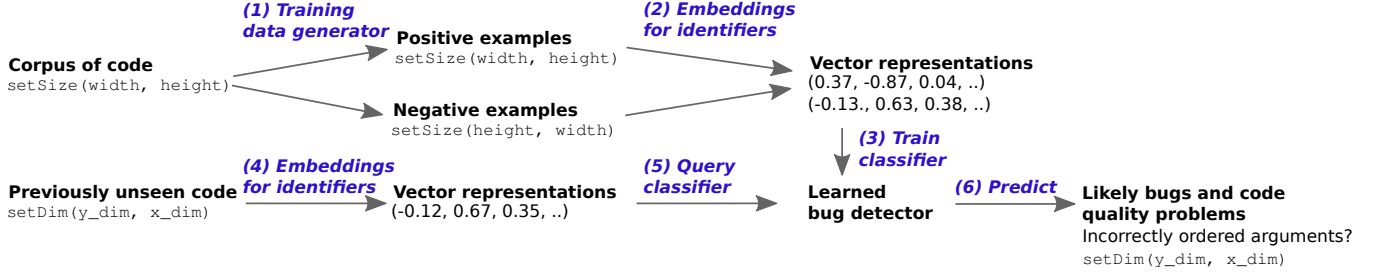 (1) Training
data generator
(2) Embeddings
for identifiers
Corpus of code
setSize(width, height)
Positive examples
setSize(width, height)
Negative examples
setSize(height, width)
Vector representations
(0.37, -0.87, 0.04, ..)
(-0.13., 0.63, 0.38, ..)
(3) Train
classifier
(4) Embeddings
for identifiers
(5) Query
classifier
(6) Predict
Previously unseen code
setDim(y_dim, x_dim)
Vector representations
(-0.12, 0.67, 0.35, ..)
Learned
bug detector
Likely bugs and code
quality problems
Incorrectly ordered arguments?
setDim(y_dim, x_dim)